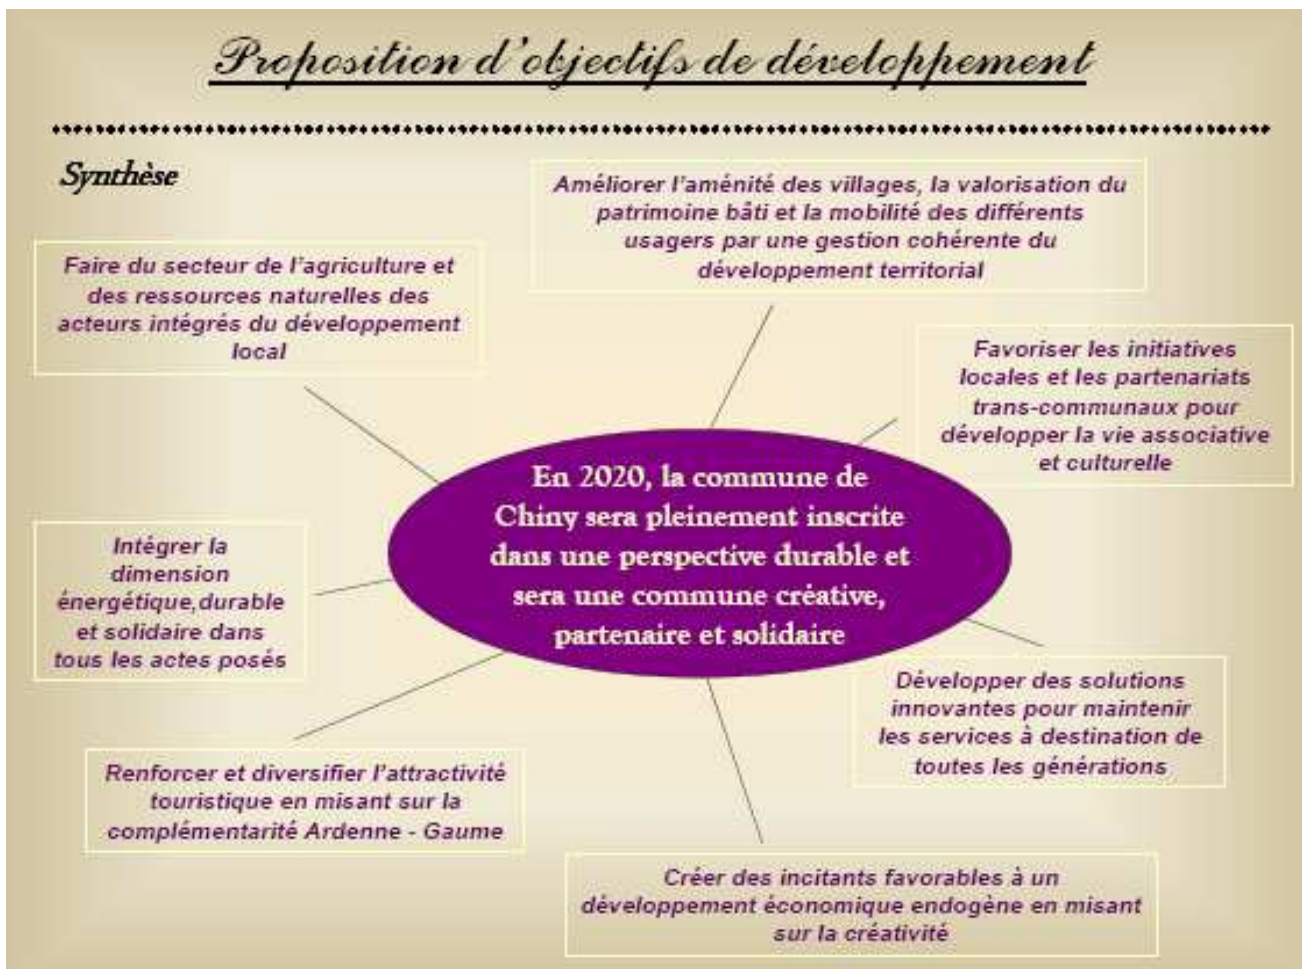 Proposition d'objectifs de développement
Synthèse
Améliorer l'aménité des villages, la valorisation du
patrimoine bâti et la mobilité des différents
usagers par une gestion cohérente du
développement territorial
Faire du secteur de l'agriculture et
des ressources naturelles des
acteurs intégrés du développement
local
Favoriser les initiatives
locales et les partenariats
trans-communaux pour
développer la vie associative
et culturelle
En 2020, la commune de
Chiny sera pleinement inscrite
dans une perspective durable et
sera une commune créative,
partenaire et solidaire
Intégrer la
dimension
énergétique,durable
et solidaire dans
tous les actes posés
Développer des solutions
innovantes pour maintenir
les services à destination de
toutes les générations
Renforcer et diversifier l'attractivité
touristique en misant sur la
complémentarité Ardenne - Gaume
Créer des incitants favorables à un
développement économique endogène en misant
sur la créativité